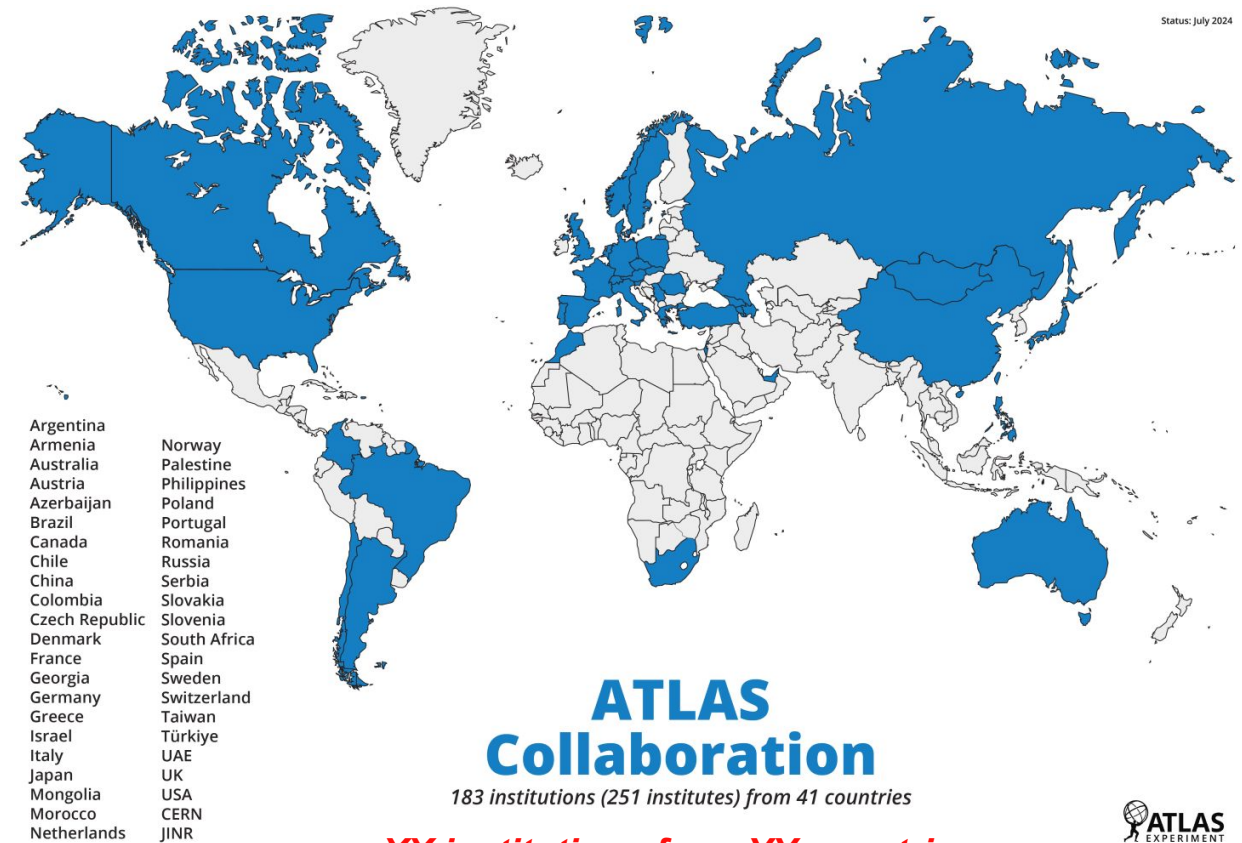 Status: July 2024
Argentina
Armenia
Australia
Austria
Azerbaijan
Brazil
Canada
Chile
China
Colombia
Czech Republic
Denmark
France
Georgia
Germany
Greece
Israel
Italy
Japan
Mongolia
Morocco
Netherlands
Norway
Palestine
Philippines
Poland
Portugal
Romania
Russia
Serbia
Slovakia
Slovenia
South Africa
Spain
Sweden
Switzerland
Taiwan
Türkiye
UAE
UK
USA
CERN
JINR
ATLAS
Collaboration
183 institutions (251 institutes) from 41 countries
ATLAS
EXPERIMENT